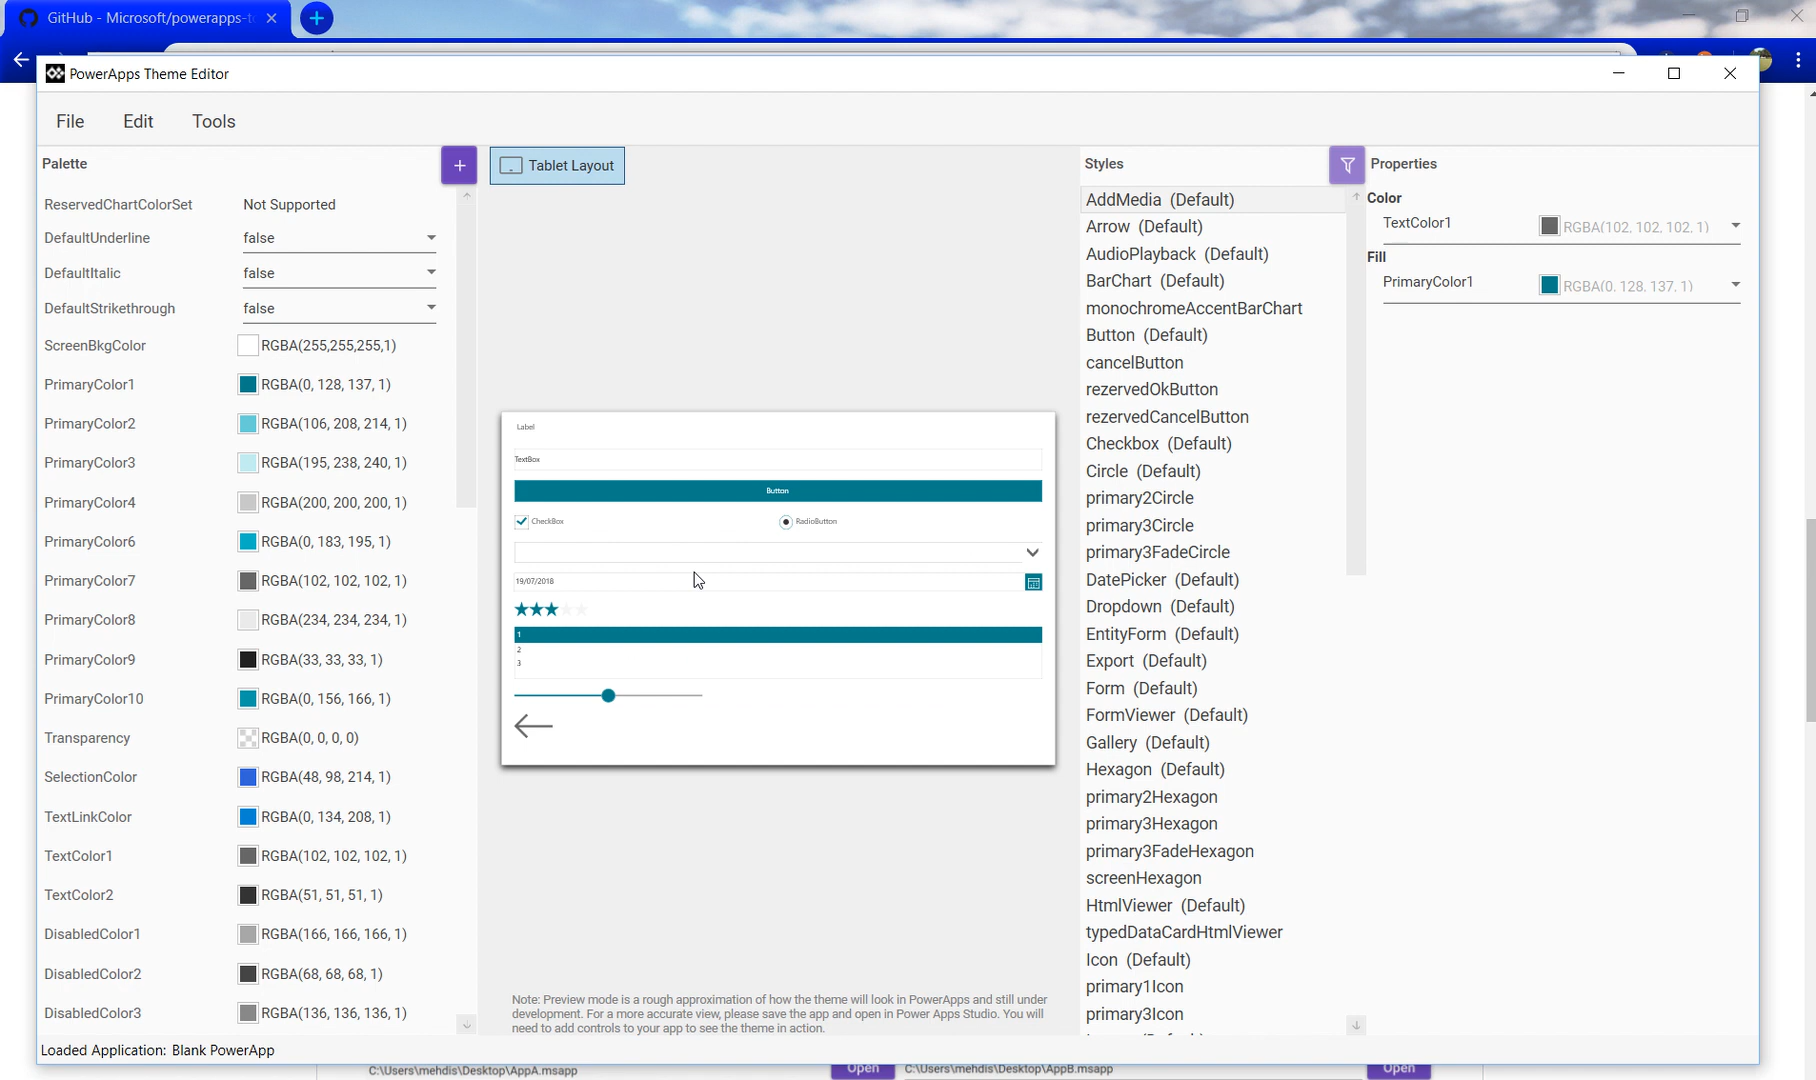 GitHub - Microsoft/powerapps-t
PowerApps Theme Editor
File Edit Tools
Palette
+
ReservedChartColorSet Not Supported
DefaultUnderline false
DefaultItalic false
DefaultStrikethrough false
ScreenBkgColor RGBA(255,255,255,1)
PrimaryColor1 RGBA(0, 128, 137, 1)
PrimaryColor2 RGBA(106, 208, 214, 1)
PrimaryColor3 RGBA(195, 238, 240, 1)
PrimaryColor4 RGBA(200, 200, 200, 1)
PrimaryColor6 RGBA(0, 183, 195, 1)
PrimaryColor7 RGBA(102, 102, 102, 1)
PrimaryColor8 RGBA(234, 234, 234, 1)
PrimaryColor9 RGBA(33, 33, 33, 1)
PrimaryColor10 RGBA(0, 156, 166, 1)
Transparency RGBA(0, 0, 0, 0)
SelectionColor RGBA(48, 98, 214, 1)
TextLinkColor RGBA(0, 134, 208, 1)
TextColor1 RGBA(102, 102, 102, 1)
TextColor2 RGBA(51, 51, 51, 1)
DisabledColor1 RGBA(166, 166, 166, 1)
DisabledColor2 RGBA(68, 68, 68, 1)
DisabledColor3 RGBA(136, 136, 136, 1)
Tablet Layout
Label
TextBox
Button
CheckBox RadioButton
19/07/2018
1
2
3
Note: Preview mode is a rough approximation of how the theme will look in PowerApps and still under
development. For a more accurate view, please save the app and open in Power Apps Studio. You will
need to add controls to your app to see the theme in action.
Styles
AddMedia (Default)
Arrow (Default)
AudioPlayback (Default)
BarChart (Default)
monochromeAccentBarChart
Button (Default)
cancelButton
rezervedOkButton
rezervedCancelButton
Checkbox (Default)
Circle (Default)
primary2Circle
primary3Circle
primary3FadeCircle
DatePicker (Default)
Dropdown (Default)
EntityForm (Default)
Export (Default)
Form (Default)
FormViewer (Default)
Gallery (Default)
Hexagon (Default)
primary2Hexagon
primary3Hexagon
primary3FadeHexagon
screenHexagon
HtmlViewer (Default)
typedDataCardHtmlViewer
Icon (Default)
primary1Icon
primary3Icon
Properties
Color
TextColor1 RGBA(102, 102, 102, 1)
Fill
PrimaryColor1 RGBA(0, 128, 137, 1)
Loaded Application: Blank PowerApp
C:\Users\mehdis\Desktop\AppA.msapp Open C:\Users\mehdis\Desktop\AppB.msapp Open